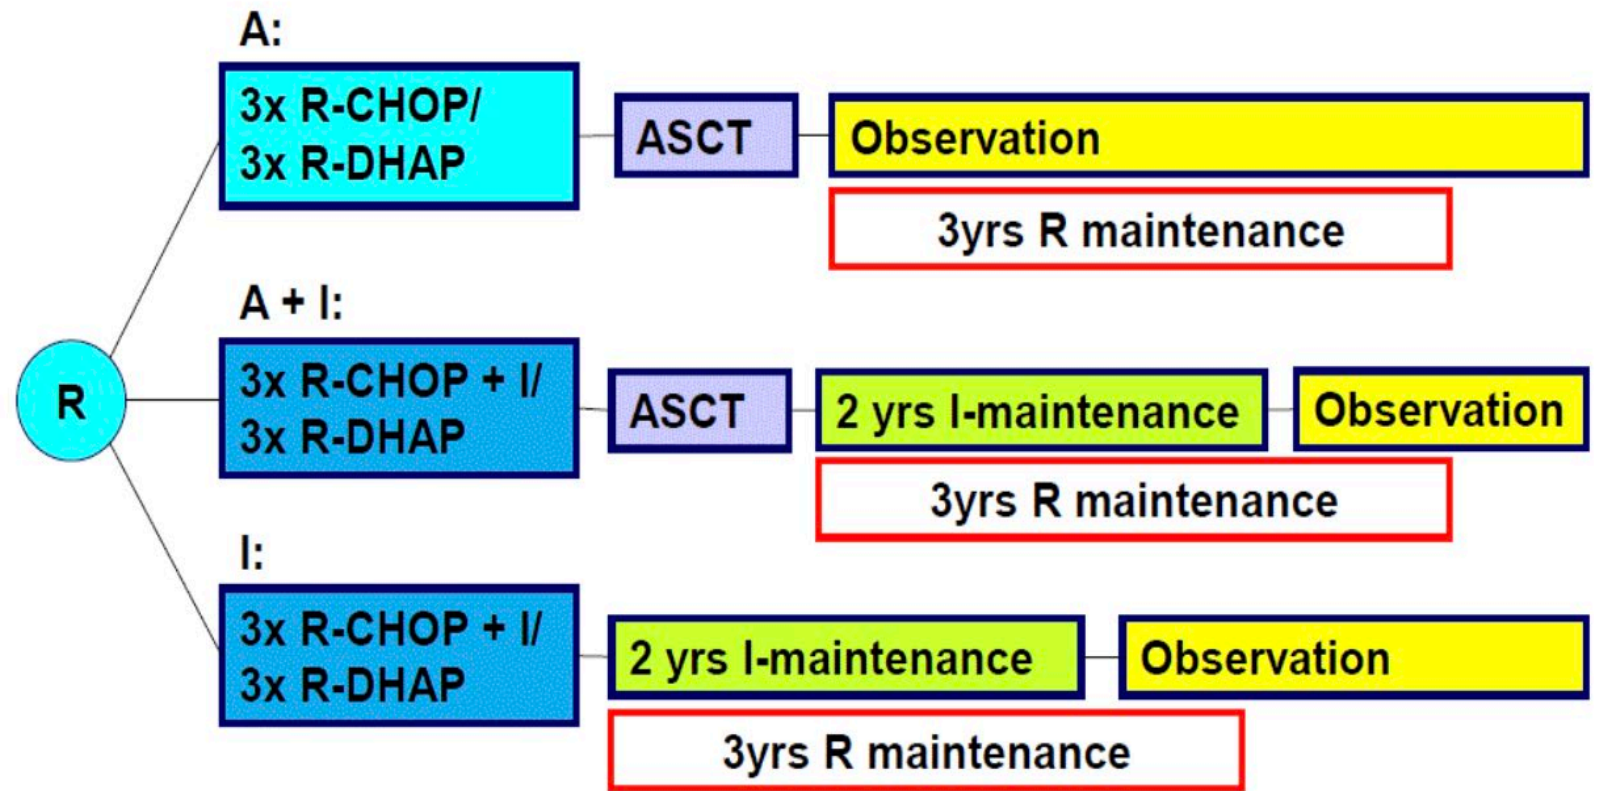 A:
3x R-CHOP/
3x R-DHAP
ASCT
Observation
3yrs R maintenance
R
A + I:
3x R-CHOP + I/
3x R-DHAP
ASCT
2 yrs I-maintenance
Observation
3yrs R maintenance
I:
3x R-CHOP + I/
3x R-DHAP
2 yrs I-maintenance
Observation
3yrs R maintenance